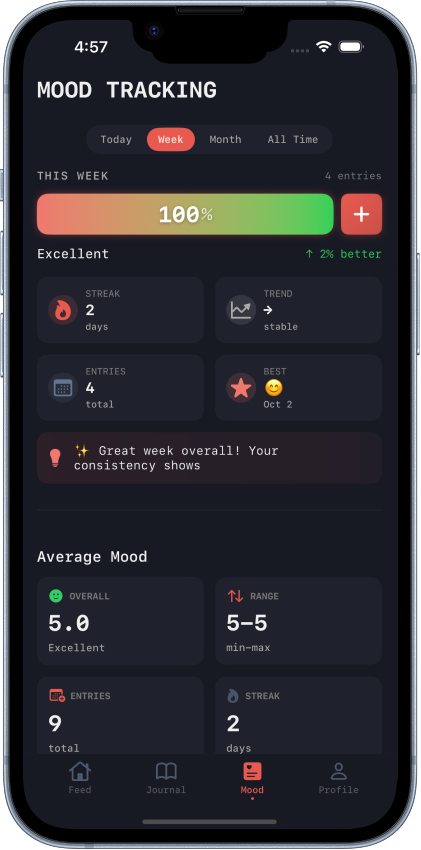 4:57
MOOD TRACKING
Today Week Month All Time
THIS WEEK 4 entries
100%
+
Excellent ↑ 2% better
STREAK
2
days
TREND
→
stable
ENTRIES
4
total
BEST
😊
Oct 2
✨ Great week overall! Your
consistency shows
Average Mood
OVERALL
5.0
Excellent
RANGE
5–5
min-max
ENTRIES
9
total
STREAK
2
days
Feed Journal Mood Profile